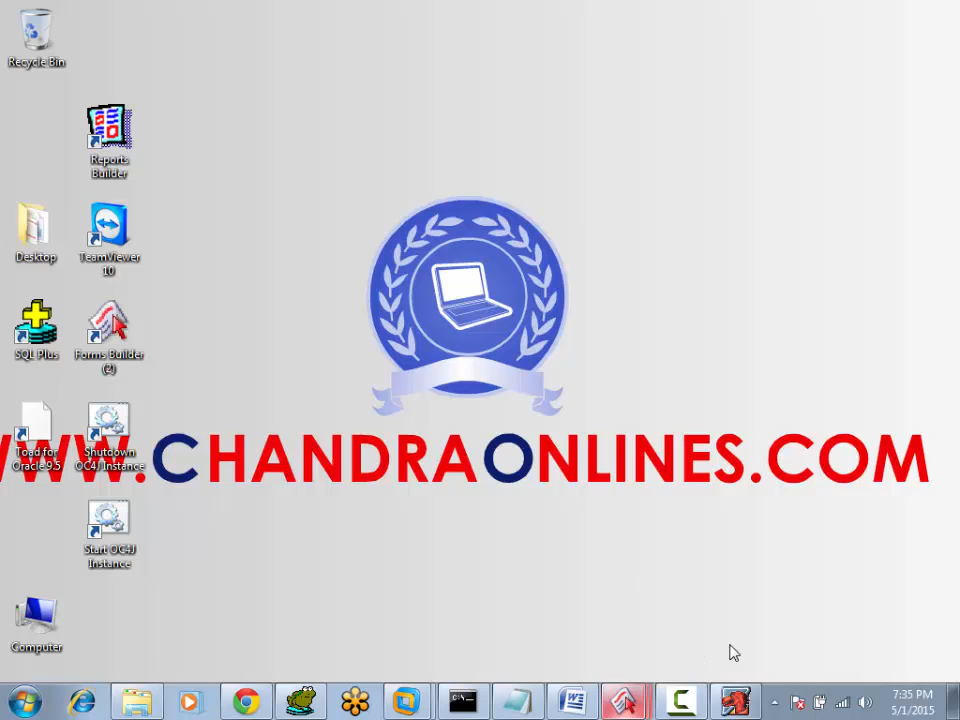 Recycle Bin
Reports
Builder
Desktop
TeamViewer
10
SQL Plus
Forms Builder
(2)
WWW.CHANDRAONLINES.COM
Toad for
Oracle 9.5
Shutdown
OC4J Instance
Start OC4J
Instance
Computer
C:\_
W
C
7:35 PM
5/1/2015